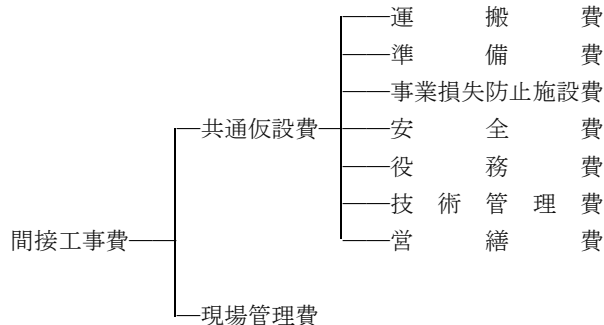 運搬費
準備費
事業損失防止施設費
共通仮設費
安全費
役務費
技術管理費
間接工事費
営繕費
現場管理費